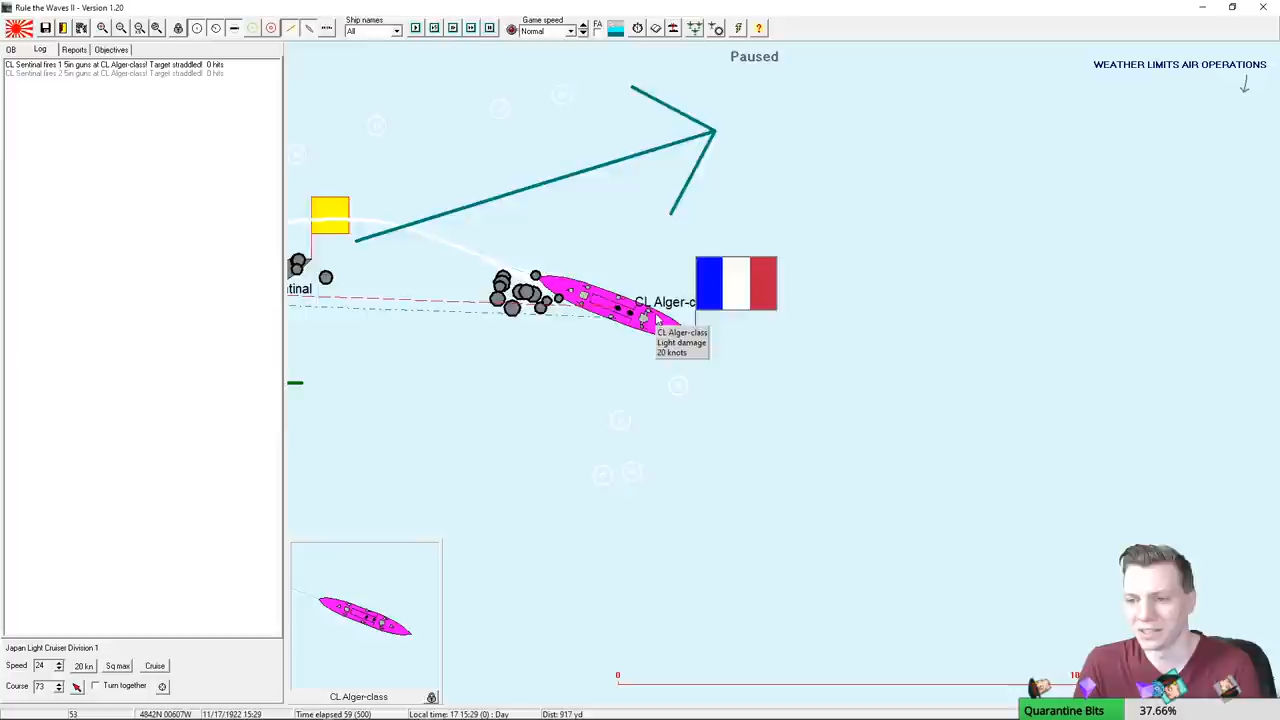 Rule the Waves II - Version 1.20
Ship names
All
Game speed
Normal
FA
OB
Log
Reports
Objectives
CL Sentinal fires 1 5in guns at CL Alger-class! Target straddled! 0 hits
CL Sentinal fires 2 5in guns at CL Alger-class! Target straddled! 0 hits
Paused
WEATHER LIMITS AIR OPERATIONS
tinal
CL Alger-c
CL Alger-class
Light damage
20 knots
CL Alger-class
Japan Light Cruiser Division 1
Speed 24 20 kn Sq max Cruise
Course 73 Turn together
0
10
53 4842N 00607W 11/17/1922 15:29 Time elapsed 59 (500) Local time: 17 15:29 (0) : Day Dist: 917 yd
Quarantine Bits 37.66%